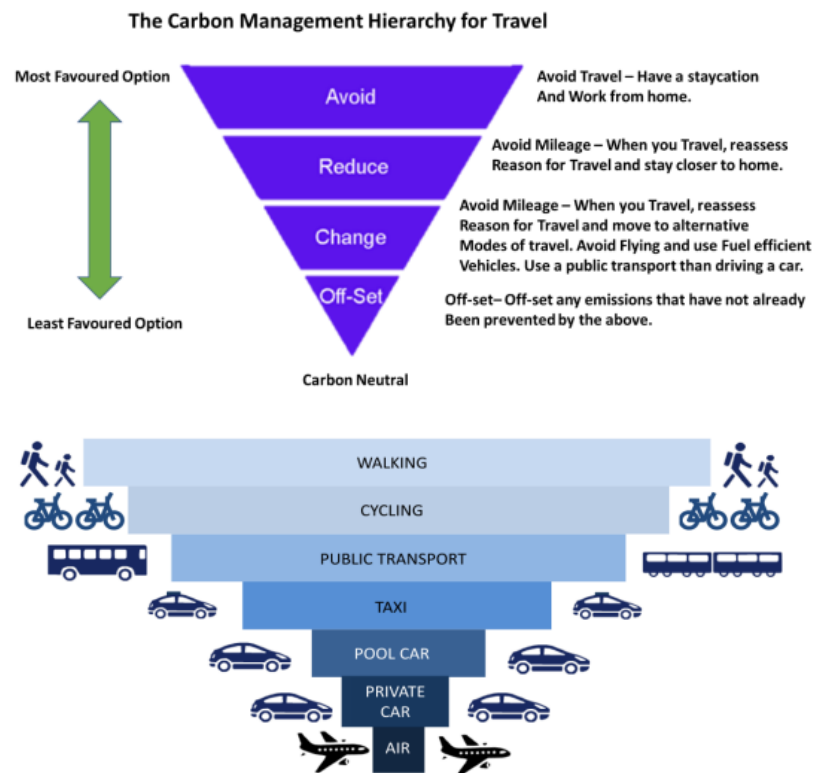 The Carbon Management Hierarchy for Travel
Most Favoured Option
Avoid
Avoid Travel – Have a staycation
And Work from home.
Reduce
Avoid Mileage – When you Travel, reassess
Reason for Travel and stay closer to home.
Change
Avoid Mileage – When you Travel, reassess
Reason for Travel and move to alternative
Modes of travel. Avoid Flying and use Fuel efficient
Vehicles. Use a public transport than driving a car.
Off-Set
Off-set– Off-set any emissions that have not already
Been prevented by the above.
Least Favoured Option
Carbon Neutral
WALKING
CYCLING
PUBLIC TRANSPORT
TAXI
POOL CAR
PRIVATE
CAR
AIR